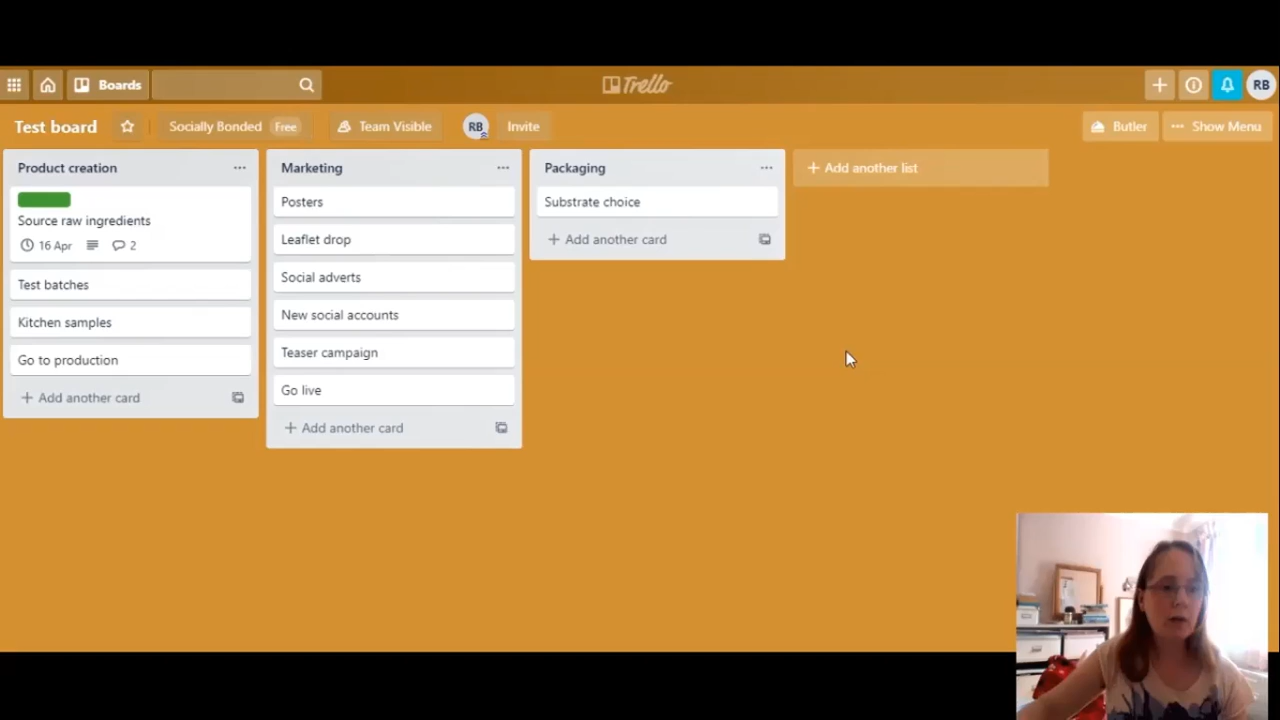 Boards
Trello
RB
Test board
Socially Bonded Free
Team Visible
RB
Invite
Butler
Show Menu
Product creation
Source raw ingredients
16 Apr
2
Test batches
Kitchen samples
Go to production
+ Add another card
Marketing
Posters
Leaflet drop
Social adverts
New social accounts
Teaser campaign
Go live
+ Add another card
Packaging
Substrate choice
+ Add another card
+ Add another list